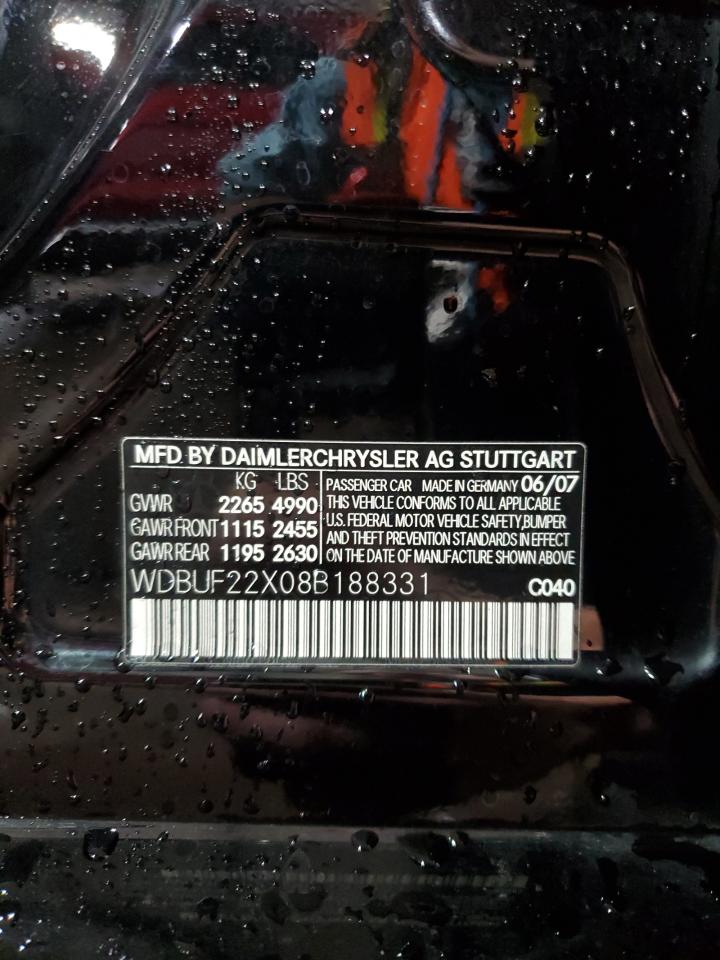 MFD BY DAIMLERCHRYSLER AG STUTTGART
KG LBS
GVWR 2265 4990
GAWR FRONT 1115 2455
GAWR REAR 1195 2630
PASSENGER CAR MADE IN GERMANY 06/07
THIS VEHICLE CONFORMS TO ALL APPLICABLE
U.S. FEDERAL MOTOR VEHICLE SAFETY,BUMPER
AND THEFT PREVENTION STANDARDS IN EFFECT
ON THE DATE OF MANUFACTURE SHOWN ABOVE
WDBUF22X08B188331 C040